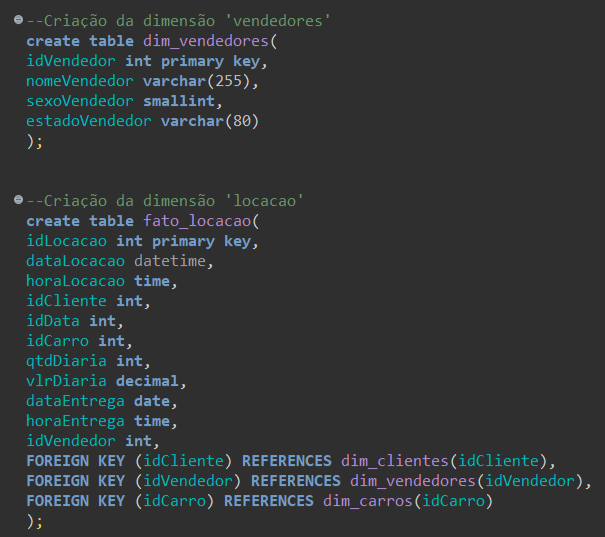 --Criação da dimensão 'vendedores'
create table dim_vendedores(
idVendedor int primary key,
nomeVendedor varchar(255),
sexoVendedor smallint,
estadoVendedor varchar(80)
);
--Criação da dimensão 'locacao'
create table fato_locacao(
idLocacao int primary key,
dataLocacao datetime,
horaLocacao time,
idCliente int,
idData int,
idCarro int,
qtdDiaria int,
vlrDiaria decimal,
dataEntrega date,
horaEntrega time,
idVendedor int,
FOREIGN KEY (idCliente) REFERENCES dim_clientes(idCliente),
FOREIGN KEY (idVendedor) REFERENCES dim_vendedores(idVendedor),
FOREIGN KEY (idCarro) REFERENCES dim_carros(idCarro)
);